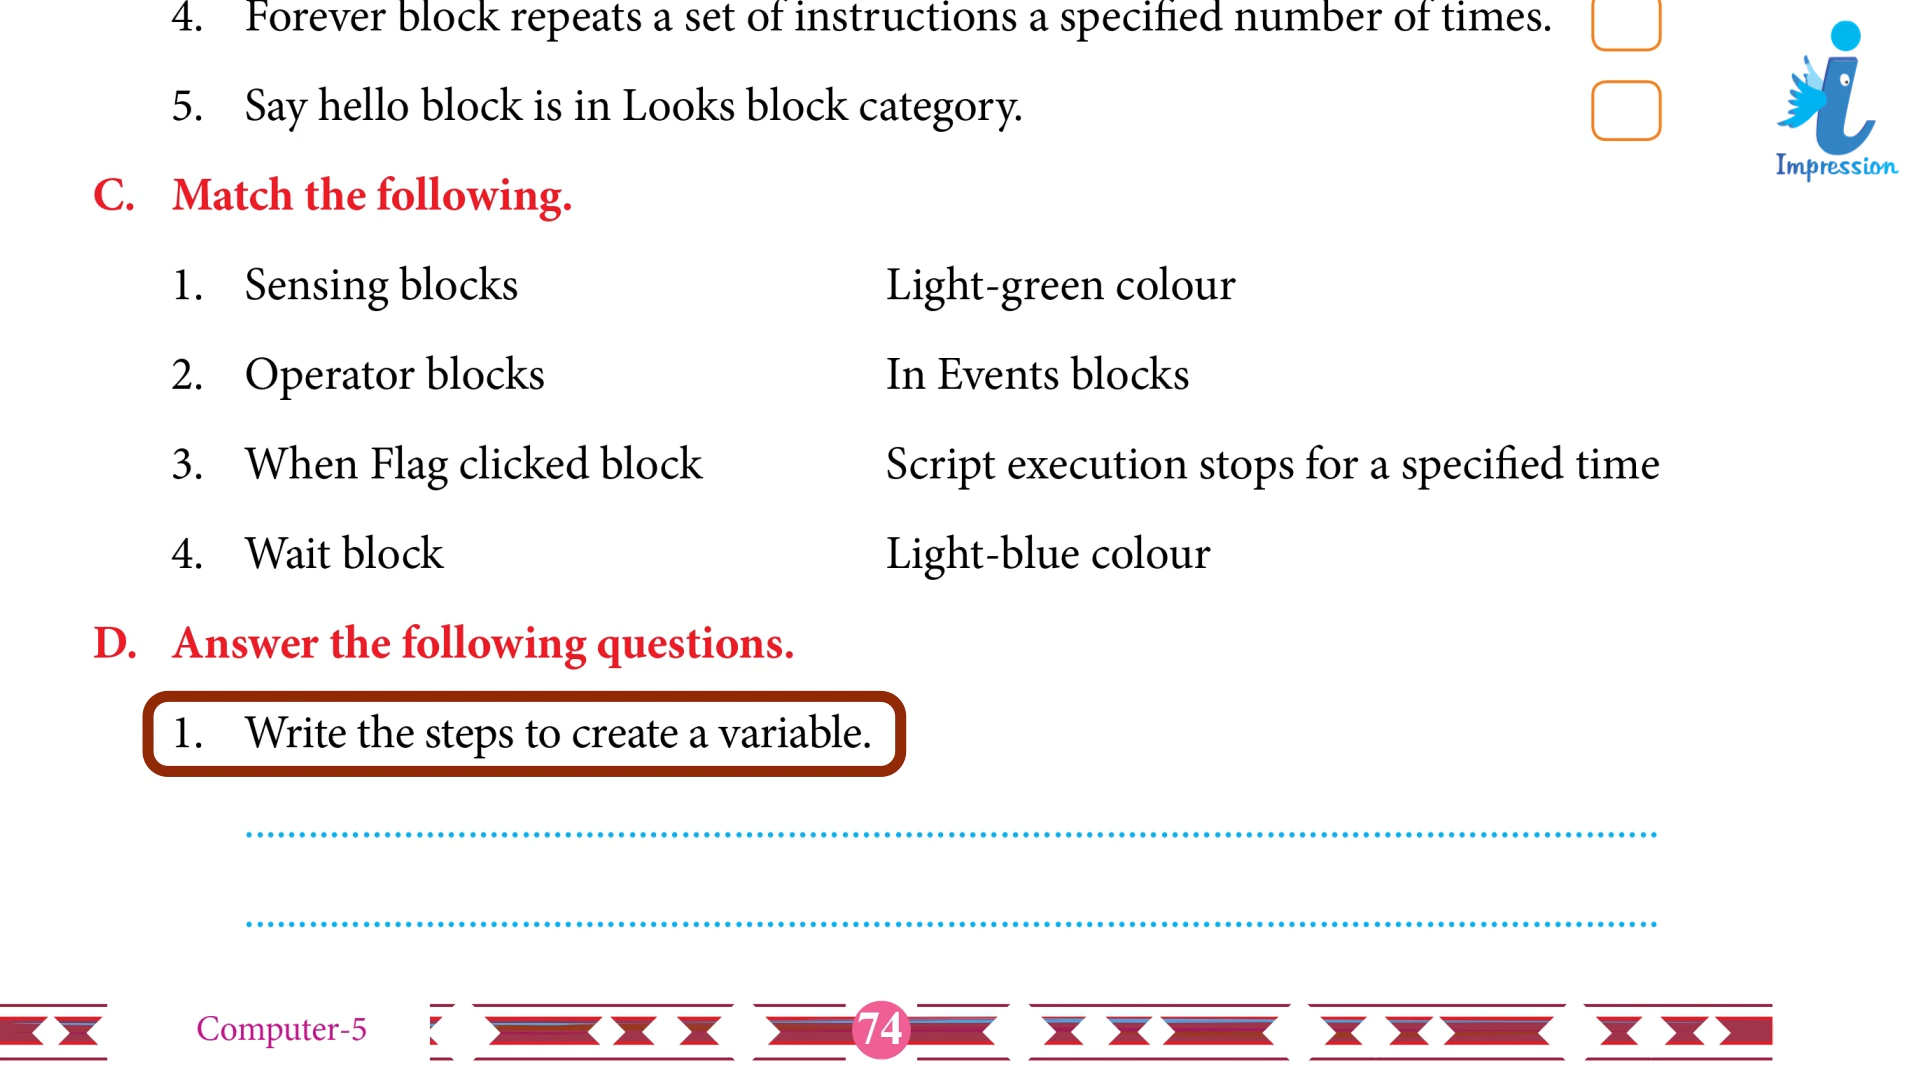 4. Forever block repeats a set of instructions a specified number of times.
5. Say hello block is in Looks block category.
Impression
C. Match the following.
1. Sensing blocks Light-green colour
2. Operator blocks In Events blocks
3. When Flag clicked block Script execution stops for a specified time
4. Wait block Light-blue colour
D. Answer the following questions.
1. Write the steps to create a variable.
Computer-5 74